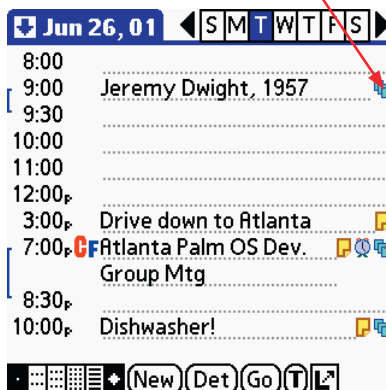 Jun 26, 01 S M T W T F S
8:00
9:00 Jeremy Dwight, 1957
9:30
10:00
11:00
12:00P
3:00P Drive down to Atlanta
7:00P CF Atlanta Palm OS Dev.
Group Mtg
8:30P
10:00P Dishwasher!
New Det Go T